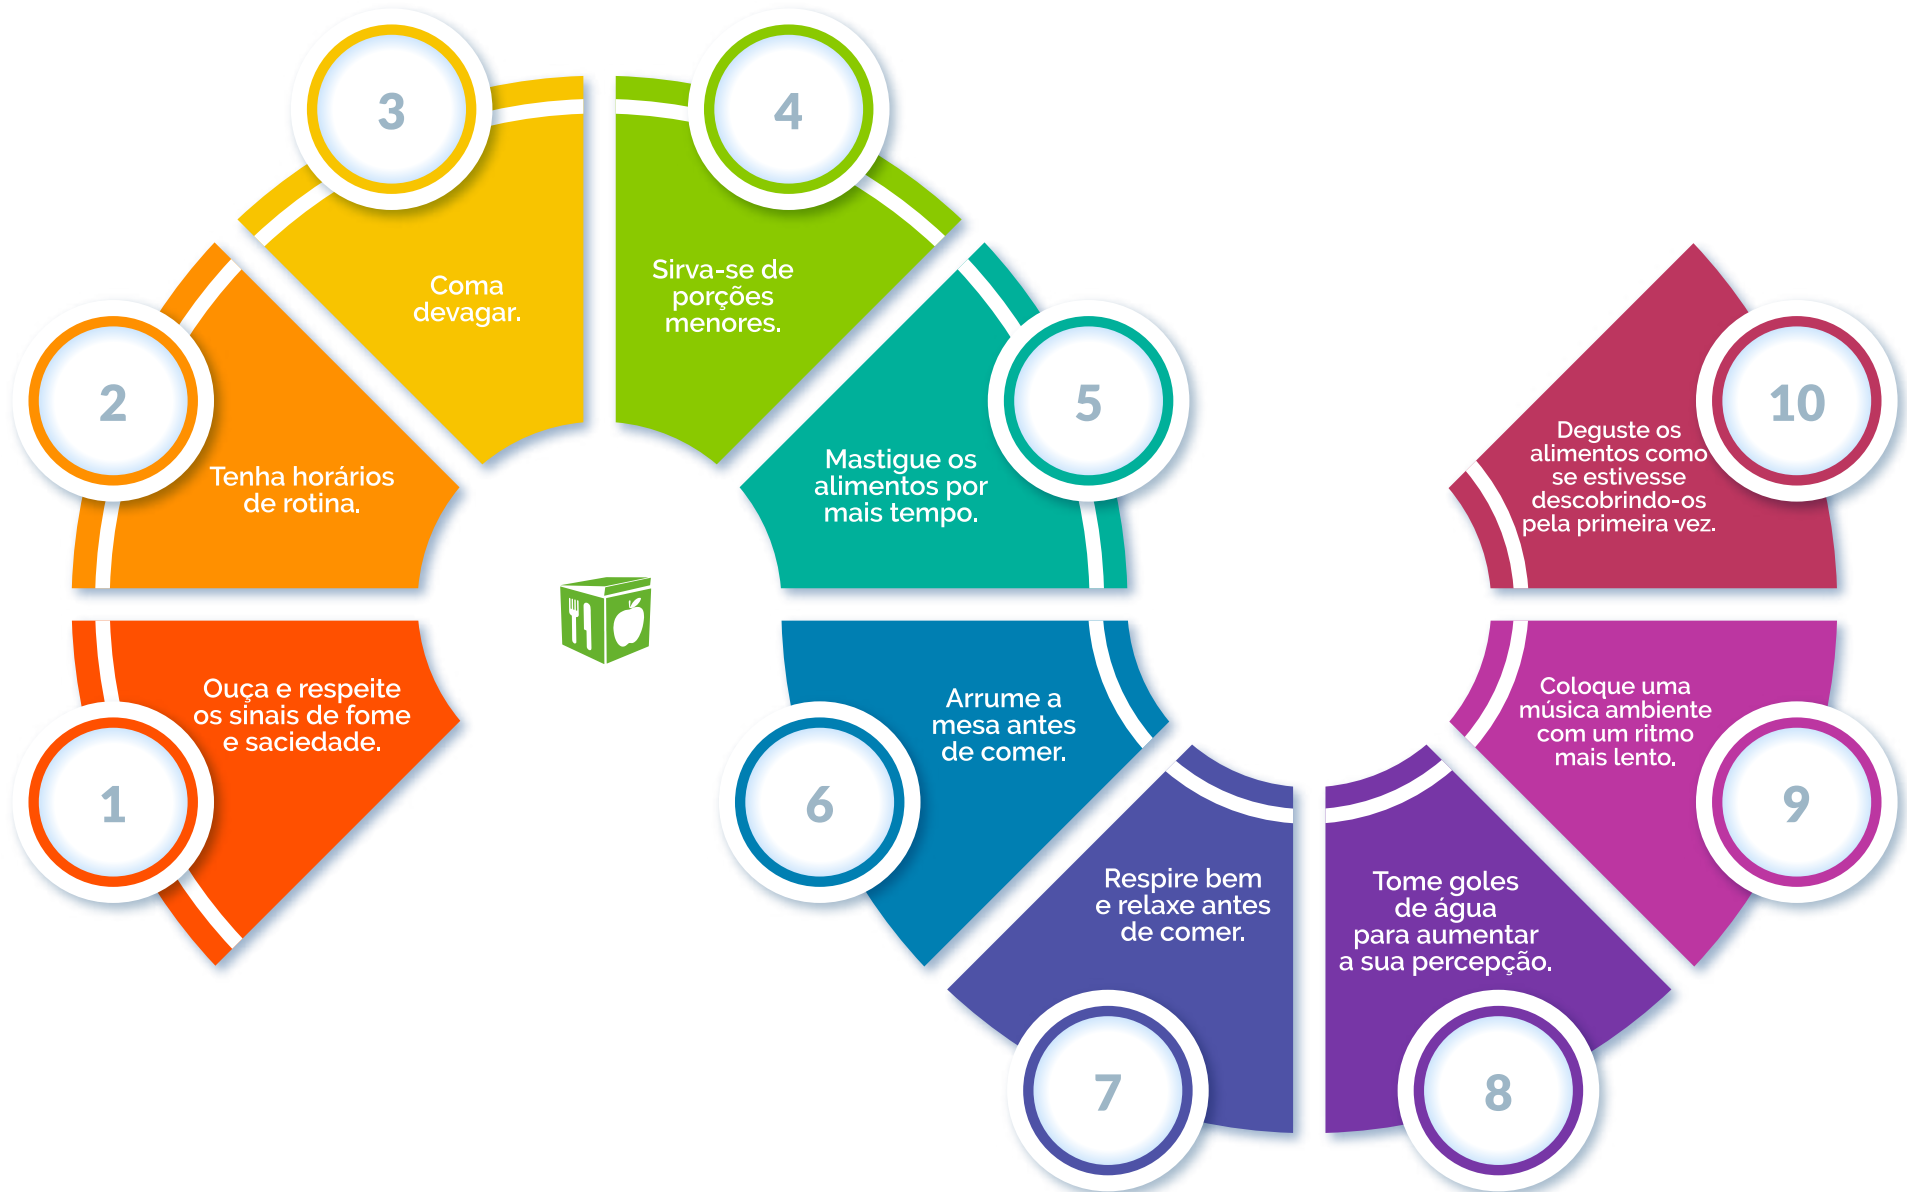 1
Ouça e respeite
os sinais de fome
e saciedade.
2
Tenha horários
de rotina.
3
Coma
devagar.
4
Sirva-se de
porções
menores.
5
Mastigue os
alimentos por
mais tempo.
6
Arrume a
mesa antes
de comer.
7
Respire bem
e relaxe antes
de comer.
8
Tome goles
de água
para aumentar
a sua percepção.
9
Coloque uma
música ambiente
com um ritmo
mais lento.
10
Deguste os
alimentos como
se estivesse
descobrindo-os
pela primeira vez.